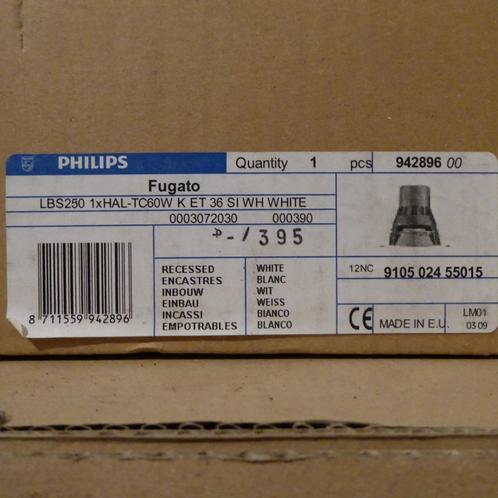 PHILIPS Quantity 1 pcs 942896 00
Fugato
LBS250 1xHAL-TC60W K ET 36 SI WH WHITE
0003072030 000390
-/395
RECESSED WHITE
ENCASTRES BLANC
INBOUW WIT
EINBAU WEISS
INCASSI BIANCO
EMPOTRABLES BLANCO
8 711559 942896
12NC 9105 024 55015
CE MADE IN E.U.
LM01
03 09